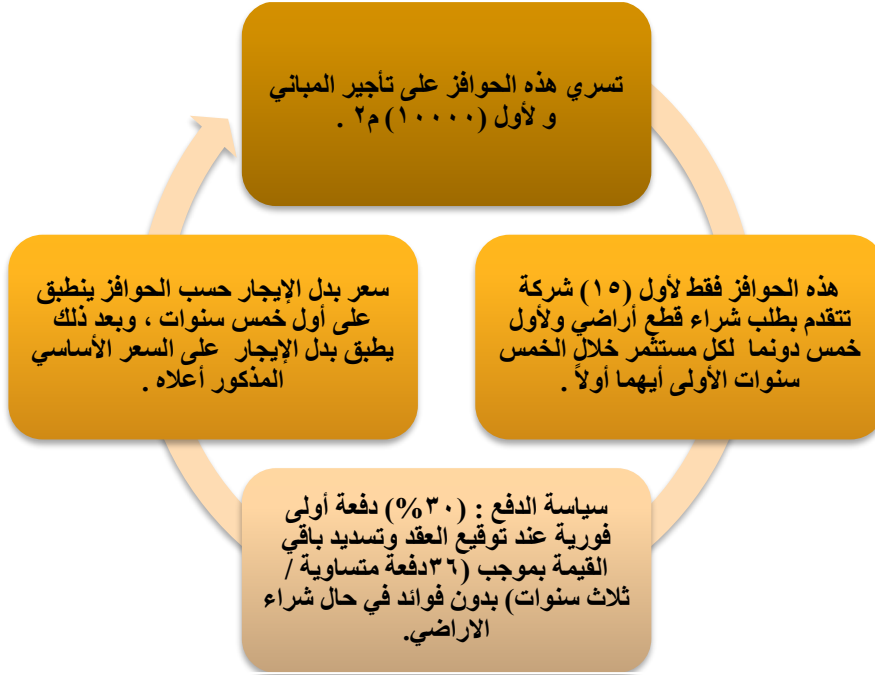 تسري هذه الحوافز على تأجير المباني
و لأول (١٠٠٠٠) م٢ .
هذه الحوافز فقط لأول (١٥) شركة
تتقدم بطلب شراء قطع أراضي ولأول
خمس دونما لكل مستثمر خلال الخمس
سنوات الأولى أيهما أولاً .
سياسة الدفع : (٣٠%) دفعة أولى
فورية عند توقيع العقد وتسديد باقي
القيمة بموجب (٣٦دفعة متساوية /
ثلاث سنوات) بدون فوائد في حال شراء
الاراضي.
سعر بدل الإيجار حسب الحوافز ينطبق
على أول خمس سنوات ، وبعد ذلك
يطبق بدل الإيجار على السعر الأساسي
المذكور أعلاه .